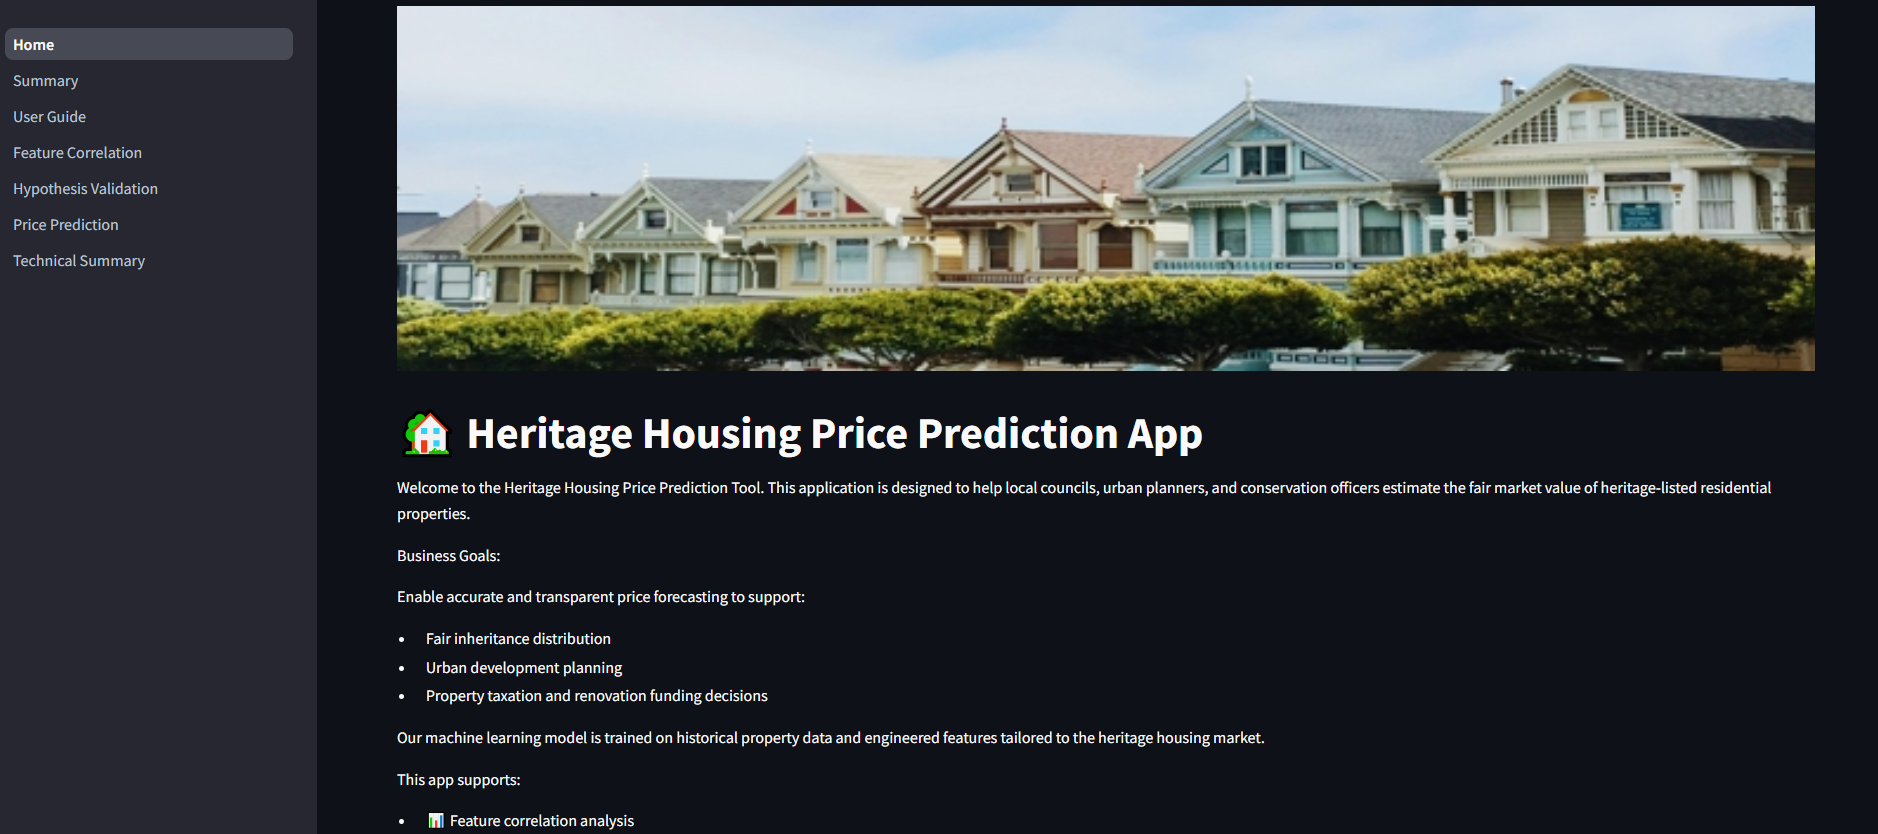 Home
Summary
User Guide
Feature Correlation
Hypothesis Validation
Price Prediction
Technical Summary
🏡 Heritage Housing Price Prediction App
Welcome to the Heritage Housing Price Prediction Tool. This application is designed to help local councils, urban planners, and conservation officers estimate the fair market value of heritage-listed residential
properties.
Business Goals:
Enable accurate and transparent price forecasting to support:
• Fair inheritance distribution
• Urban development planning
• Property taxation and renovation funding decisions
Our machine learning model is trained on historical property data and engineered features tailored to the heritage housing market.
This app supports:
• 📊 Feature correlation analysis